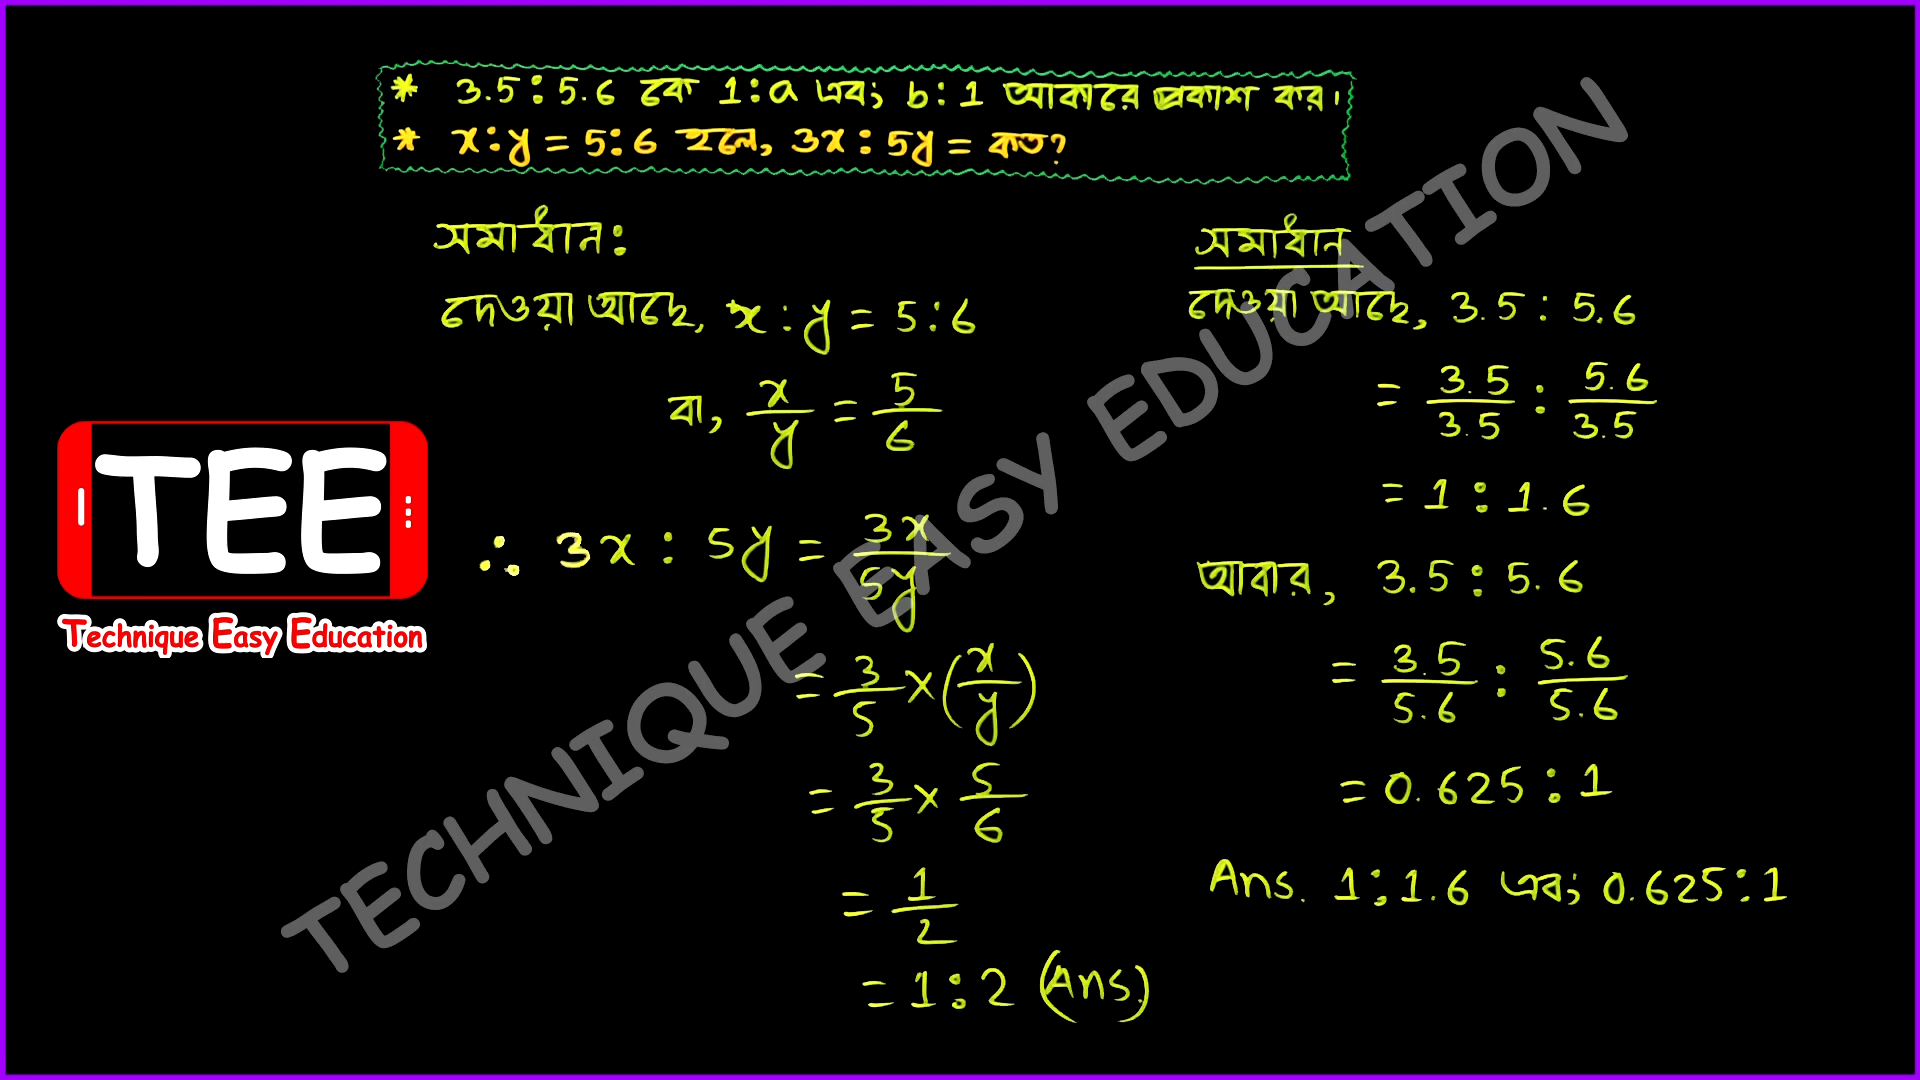 * 3.5 : 5.6 কে 1 : a এবং b : 1 আকারে প্রকাশ কর।
* x : y = 5 : 6 হলে, 3x : 5y = কত?
সমাধান :
দেওয়া আছে, x : y = 5 : 6
বা, x/y = 5/6
∴ 3x : 5y = 3x/5y
= 3/5 × (x/y)
= 3/5 × 5/6
= 1/2
= 1 : 2 (Ans.)
সমাধান
দেওয়া আছে, 3.5 : 5.6
= 3.5/3.5 : 5.6/3.5
= 1 : 1.6
আবার, 3.5 : 5.6
= 3.5/5.6 : 5.6/5.6
= 0.625 : 1
Ans. 1 : 1.6 এবং 0.625 : 1
TEE
Technique Easy Education
TECHNIQUE EASY EDUCATION